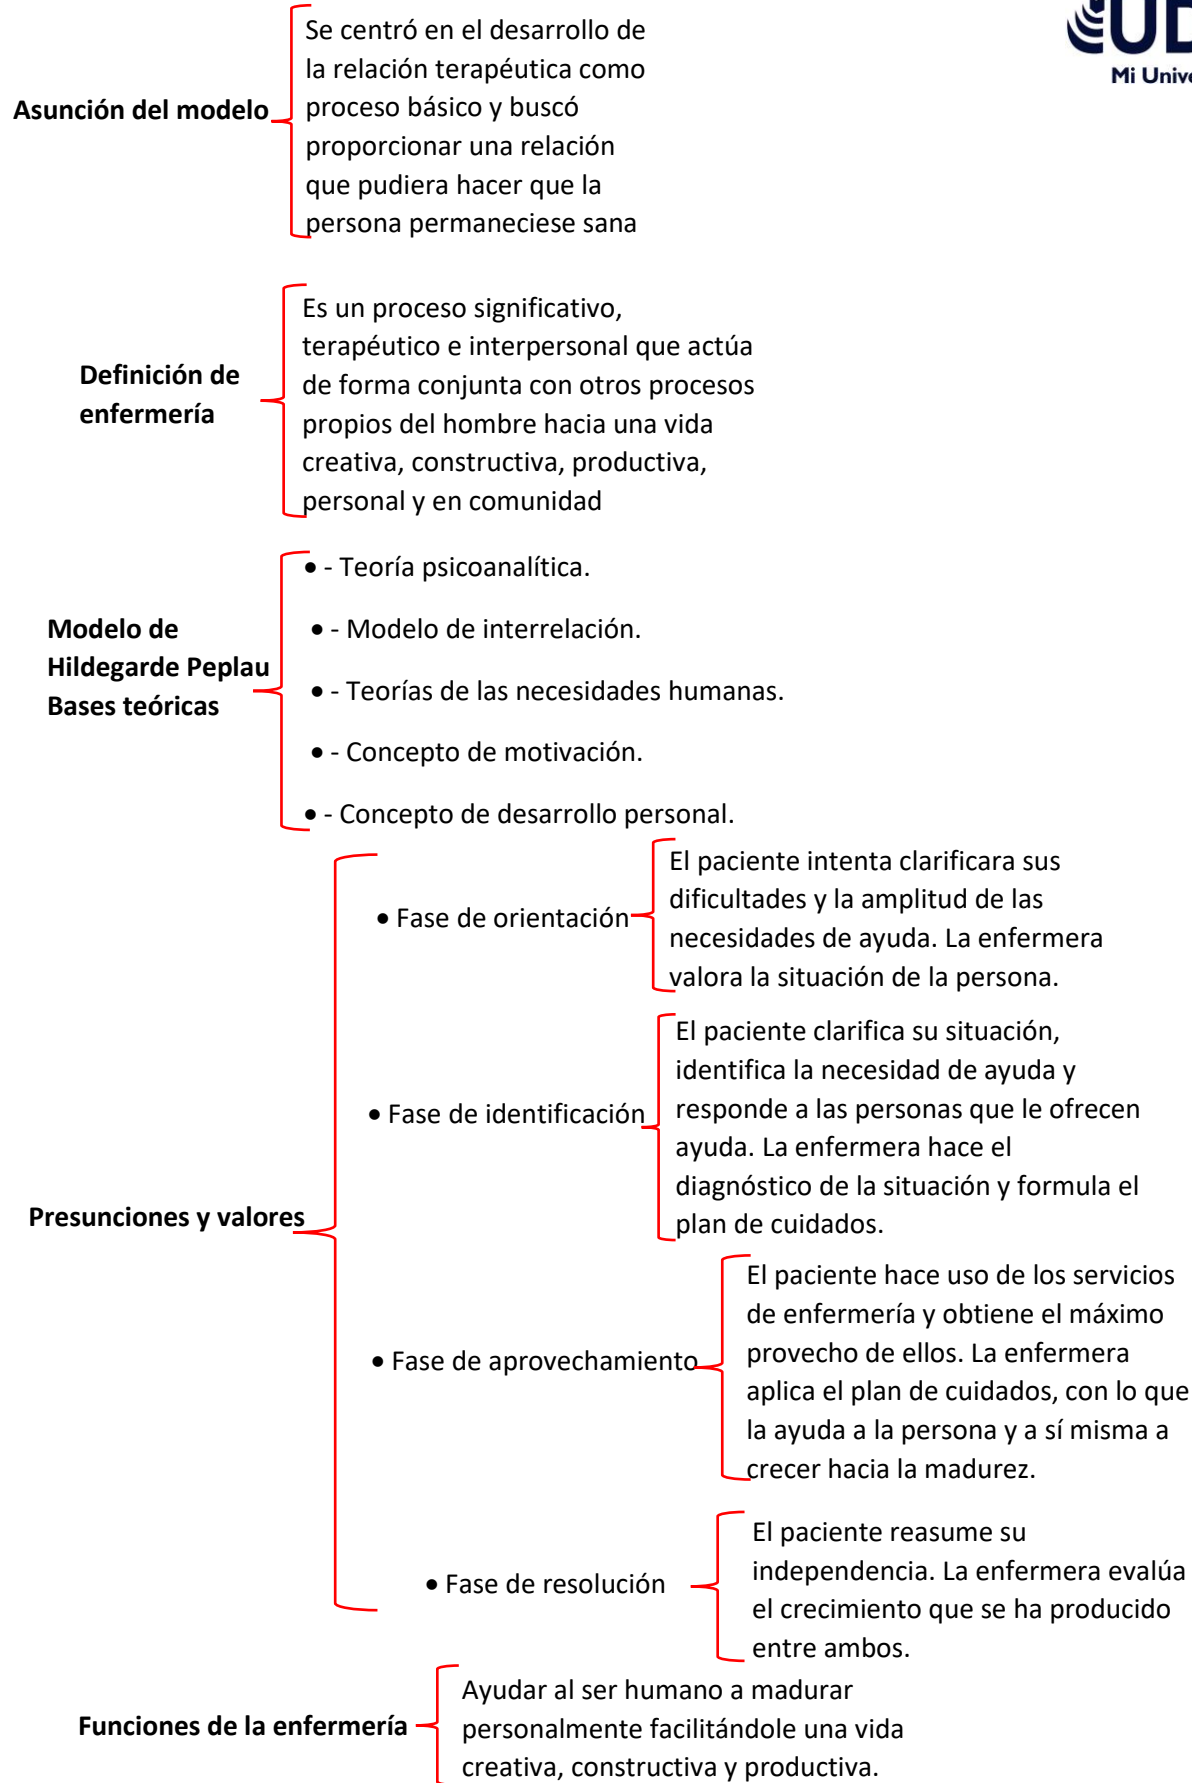 Se centró en el desarrollo de
la relación terapéutica como
proceso básico y buscó
proporcionar una relación
que pudiera hacer que la
persona permaneciese sana
Asunción del modelo
Mi
Es un proceso significativo,
terapéutico e interpersonal que actúa
de forma conjunta con otros procesos
propios del hombre hacia una vida
creativa, constructiva, productiva,
personal y en comunidad
Definición de
enfermería
• - Teoría psicoanalítica.
• - Modelo de interrelación.
• - Teorías de las necesidades humanas.
• - Concepto de motivación.
• - Concepto de desarrollo personal.
Modelo de
Hildegarde Peplau
Bases teóricas
Presunciones y valores
• Fase de orientación
El paciente intenta clarificara sus
dificultades y la amplitud de las
necesidades de ayuda. La enfermera
valora la situación de la persona.
• Fase de identificación
El paciente clarifica su situación,
identifica la necesidad de ayuda y
responde a las personas que le ofrecen
ayuda. La enfermera hace el
diagnóstico de la situación y formula el
plan de cuidados.
• Fase de aprovechamiento
El paciente hace uso de los servicios
de enfermería y obtiene el máximo
provecho de ellos. La enfermera
aplica el plan de cuidados, con lo que
la ayuda a la persona y a sí misma a
crecer hacia la madurez.
• Fase de resolución
El paciente reasume su
independencia. La enfermera evalúa
el crecimiento que se ha producido
entre ambos.
Funciones de la enfermería
Ayudar al ser humano a madurar
personalmente facilitándole una vida
creativa, constructiva y productiva.